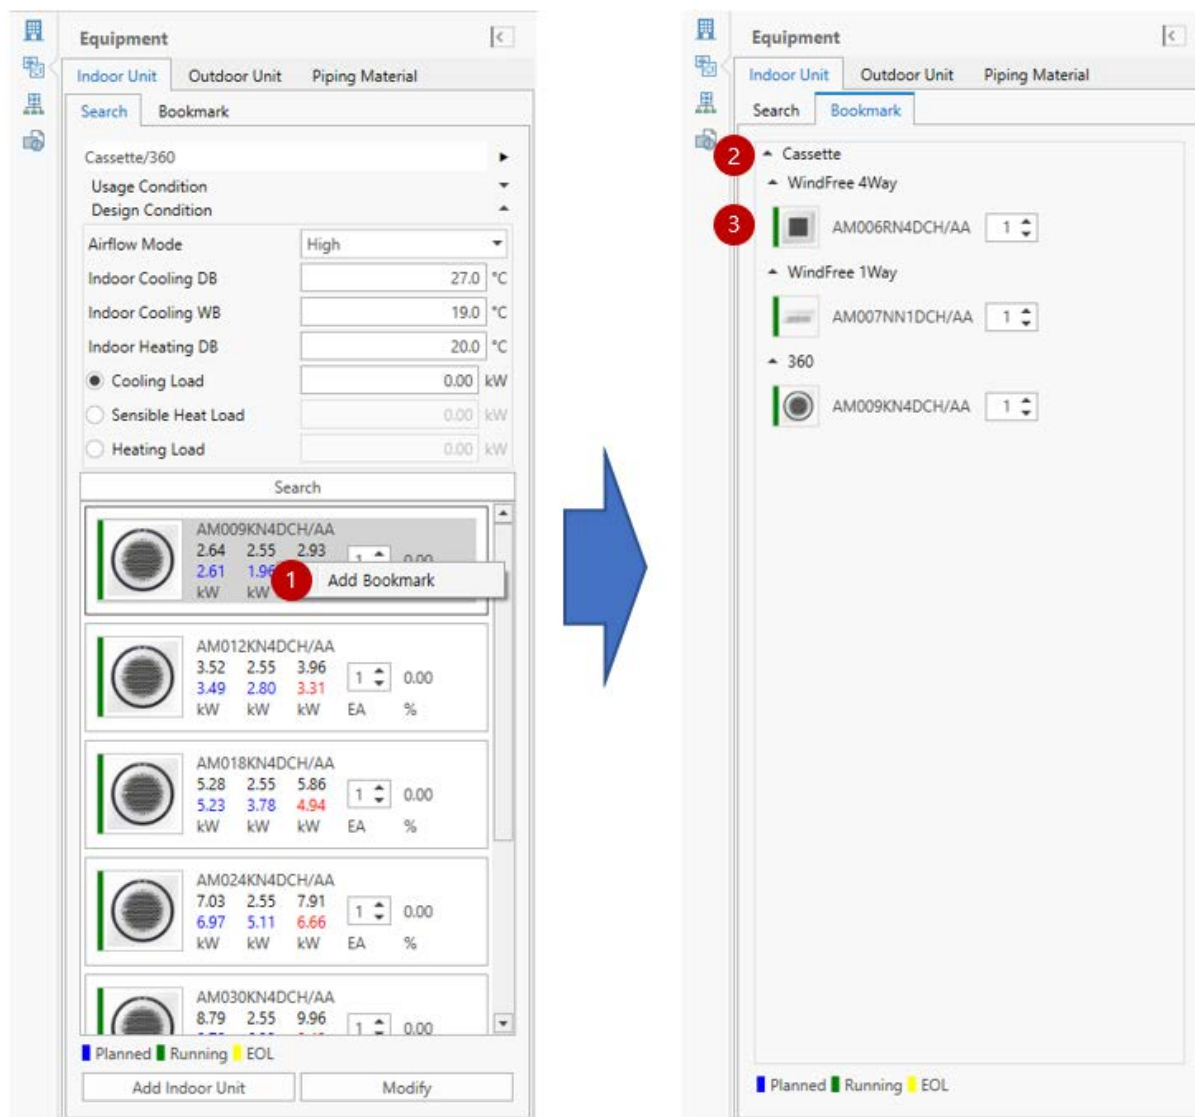 Equipment
Indoor Unit Outdoor Unit Piping Material
Search Bookmark
Cassette/360
Usage Condition
Design Condition
Airflow Mode High
Indoor Cooling DB 27.0 °C
Indoor Cooling WB 19.0 °C
Indoor Heating DB 20.0 °C
Cooling Load 0.00 kW
Sensible Heat Load 0.00 kW
Heating Load 0.00 kW
Search
AM009KN4DCH/AA
2.64 2.55 2.93 1 0.00
2.61 1.96
kW kW
1 Add Bookmark
AM012KN4DCH/AA
3.52 2.55 3.96
3.49 2.80 3.31 1 0.00
kW kW kW EA %
AM018KN4DCH/AA
5.28 2.55 5.86
5.23 3.78 4.94 1 0.00
kW kW kW EA %
AM024KN4DCH/AA
7.03 2.55 7.91
6.97 5.11 6.66 1 0.00
kW kW kW EA %
AM030KN4DCH/AA
8.79 2.55 9.96 1 0.00
Planned Running EOL
Add Indoor Unit Modify
Equipment
Indoor Unit Outdoor Unit Piping Material
Search Bookmark
2 Cassette
WindFree 4Way
3 AM006RN4DCH/AA 1
WindFree 1Way
AM007NN1DCH/AA 1
360
AM009KN4DCH/AA 1
Planned Running EOL